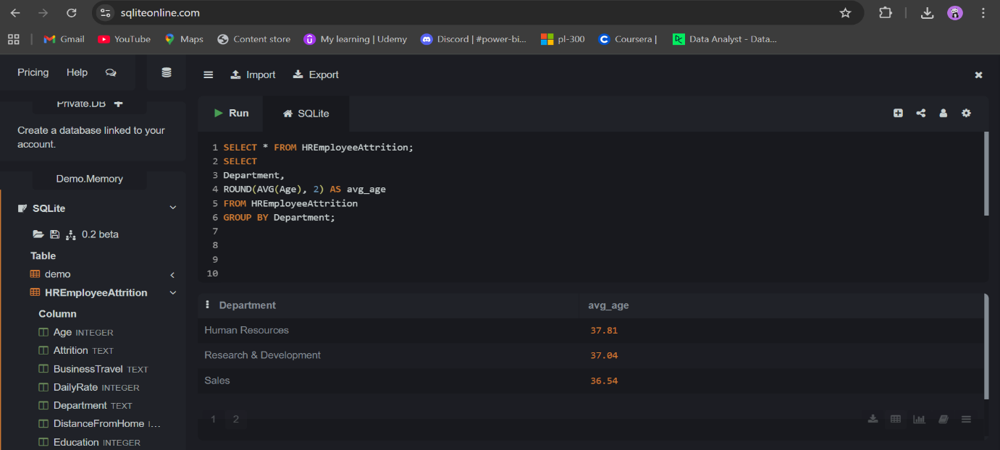 sqliteonline.com
Gmail YouTube Maps Content store My learning | Udemy Discord | #power-bi... pl-300 Coursera | Data Analyst - Data...
Pricing Help
Import Export
Private.DB
Create a database linked to your
account.
Demo.Memory
SQLite
0.2 beta
Table
demo
HREmployeeAttrition
Column
Age INTEGER
Attrition TEXT
BusinessTravel TEXT
DailyRate INTEGER
Department TEXT
DistanceFromHome I...
Education INTEGER
Run SQLite
1 SELECT * FROM HREmployeeAttrition;
2 SELECT
3 Department,
4 ROUND(AVG(Age), 2) AS avg_age
5 FROM HREmployeeAttrition
6 GROUP BY Department;
7
8
9
10
Department avg_age
Human Resources 37.81
Research & Development 37.04
Sales 36.54
1 2